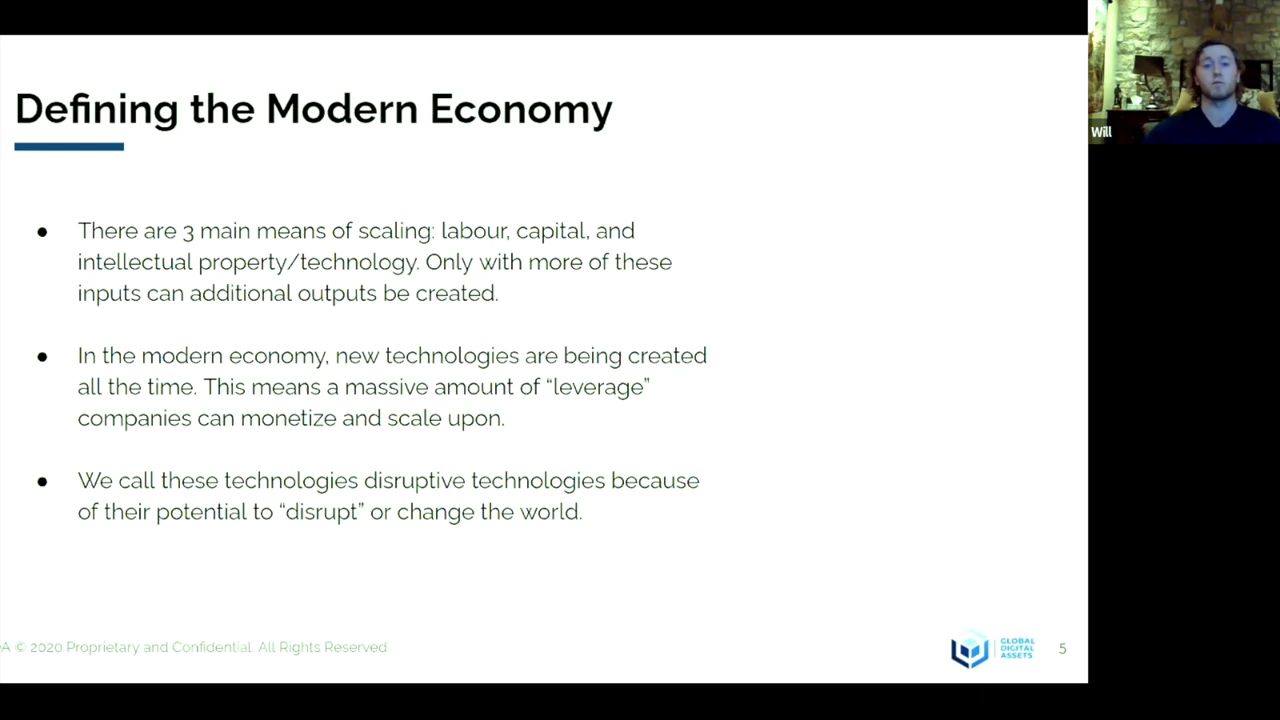 Defining the Modern Economy
● There are 3 main means of scaling: labour, capital, and
intellectual property/technology. Only with more of these
inputs can additional outputs be created.
● In the modern economy, new technologies are being created
all the time. This means a massive amount of “leverage”
companies can monetize and scale upon.
● We call these technologies disruptive technologies because
of their potential to “disrupt” or change the world.
A © 2020 Proprietary and Confidential. All Rights Reserved
GLOBAL
DIGITAL
ASSETS
5
Will